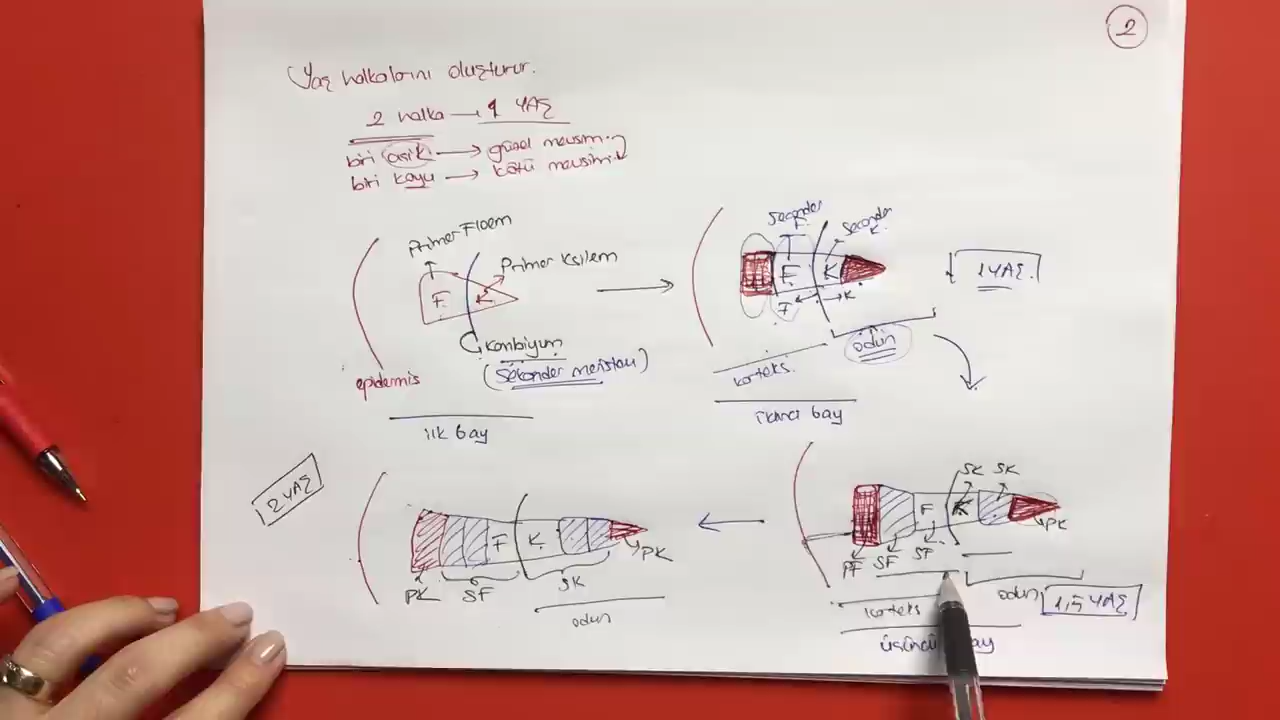 2
Yaş halkalarını oluşturur.
2 halka → 1 YAŞ
biri açık → güzel mevsim
biri koyu → kötü mevsim
Primer Floem
Primer Ksilem
F
K
Kambiyum
(Sekonder meristem)
epidermis
ilk bay
Sekonder F.
Sekonder K.
F
K
F
K
1 YAŞ.
odun
korteks.
ikinci bay
SK SK
F
K
PK
PF SF SF
korteks
odun
1,5 YAŞ
üçüncü bay
2 YAŞ
F
K
PK
PK SF SK
odun